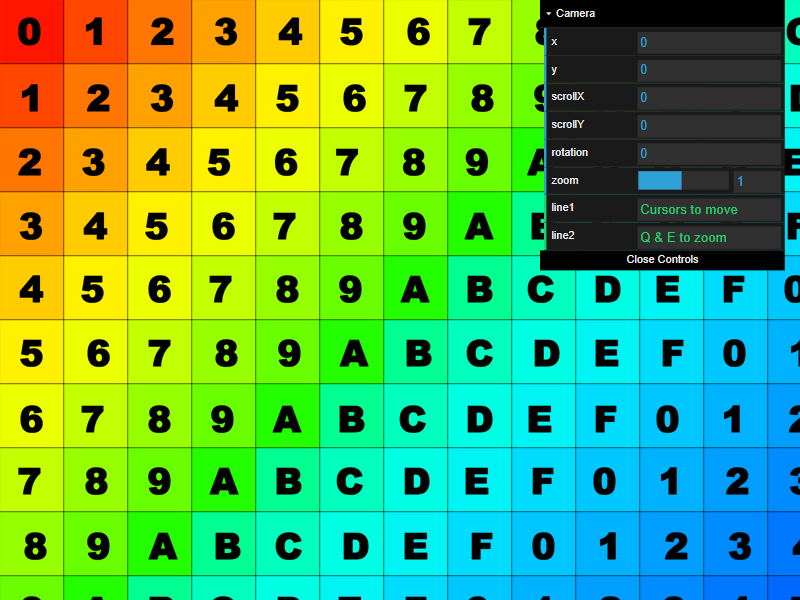 0 1 2 3 4 5 6 7 8
Camera
x 0
y 0
scrollX 0
scrollY 0
rotation 0
zoom 1
line1 Cursors to move
line2 Q & E to zoom
Close Controls
1 2 3 4 5 6 7 8 9
2 3 4 5 6 7 8 9 A
3 4 5 6 7 8 9 A
4 5 6 7 8 9 A B C D E F 0
5 6 7 8 9 A B C D E F 0 1
6 7 8 9 A B C D E F 0 1 2
7 8 9 A B C D E F 0 1 2 3
8 9 A B C D E F 0 1 2 3 4